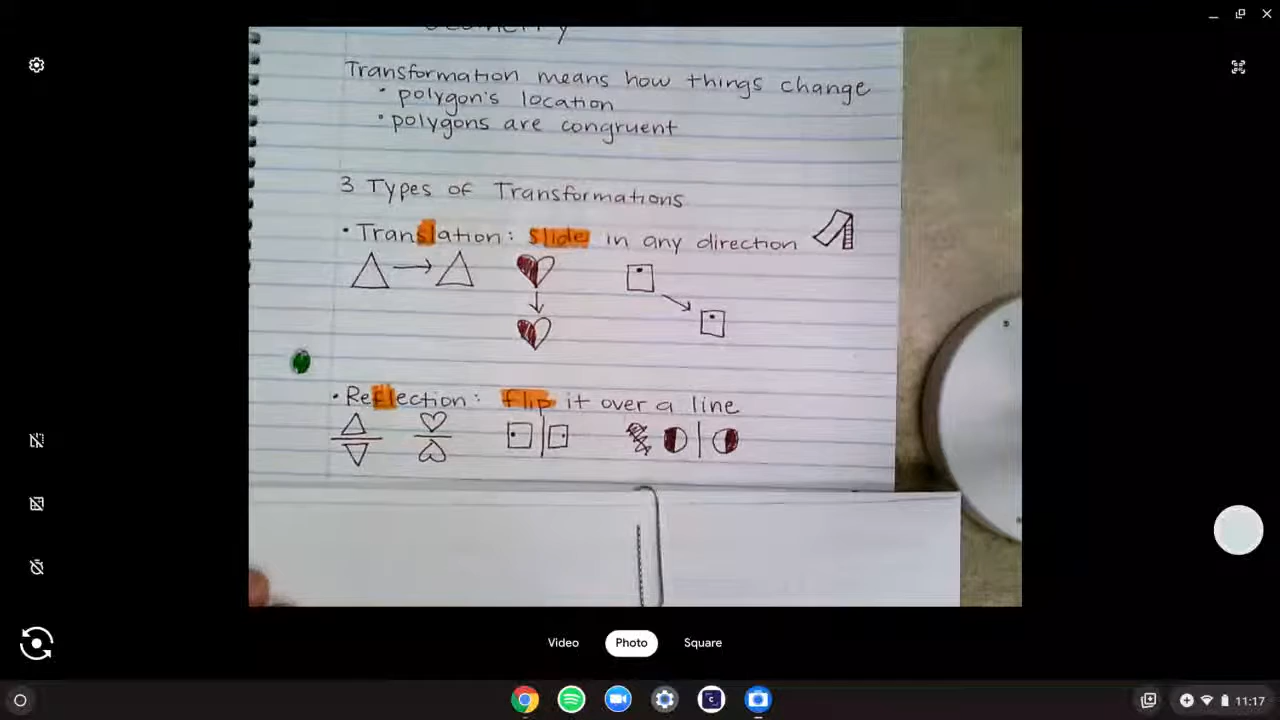 Geometry
Transformation means how things change
• polygon's location
• polygons are congruent
3 Types of Transformations
• Translation: slide in any direction
• Reflection: flip it over a line
Video Photo Square
11:17